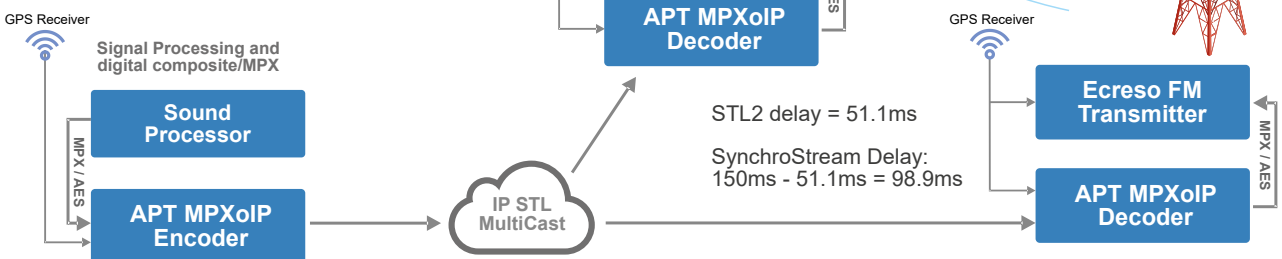 GPS Receiver
Signal Processing and
digital composite/MPX
Sound
Processor
MPX / AES
APT MPXoIP
Encoder
IP STL
MultiCast
APT MPXoIP
Decoder
STL2 delay = 51.1ms
SynchroStream Delay:
150ms - 51.1ms = 98.9ms
GPS Receiver
Ecreso FM
Transmitter
MPX / AES
APT MPXoIP
Decoder